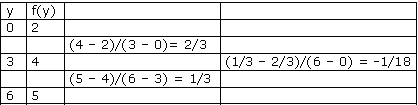 y f(y)
0 2
(4 – 2)/(3 – 0)= 2/3
3 4 (1/3 – 2/3)/(6 – 0) = -1/18
(5 – 4)/(6 – 3) = 1/3
6 5